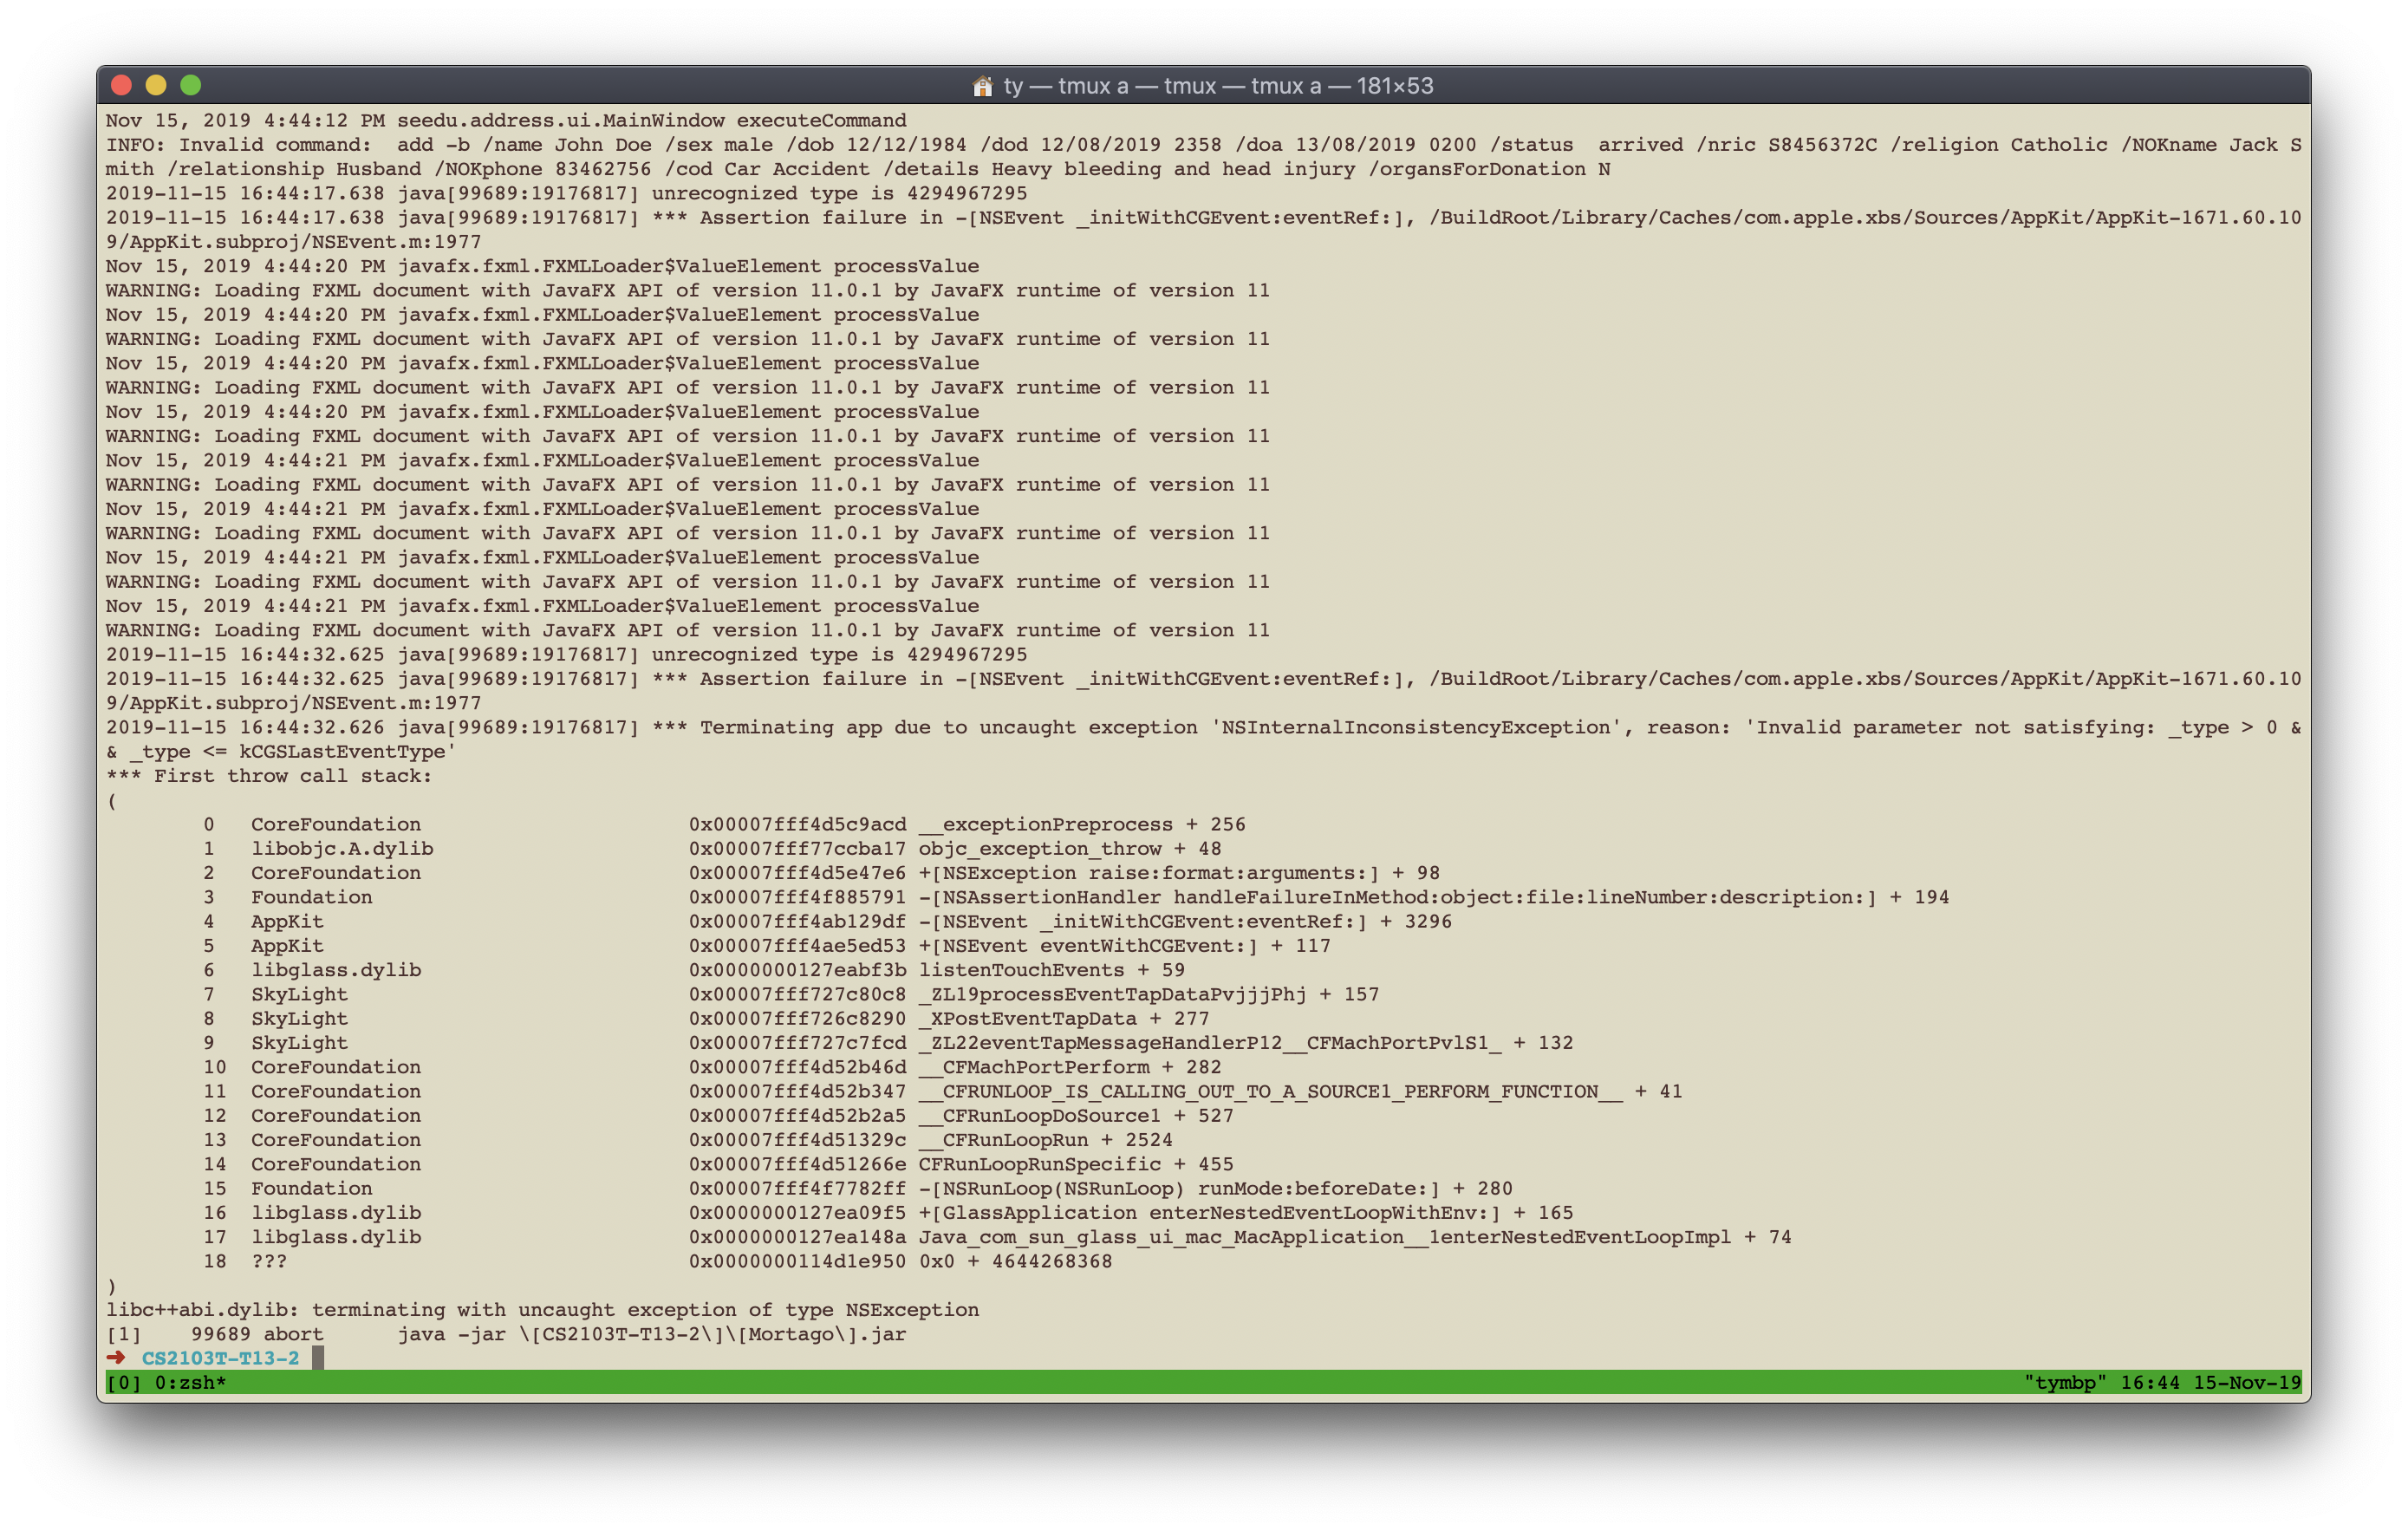 ty — tmux a — tmux — tmux a — 181×53
Nov 15, 2019 4:44:12 PM seedu.address.ui.MainWindow executeCommand
INFO: Invalid command:  add -b /name John Doe /sex male /dob 12/12/1984 /dod 12/08/2019 2358 /doa 13/08/2019 0200 /status  arrived /nric S8456372C /religion Catholic /NOKname Jack S
mith /relationship Husband /NOKphone 83462756 /cod Car Accident /details Heavy bleeding and head injury /organsForDonation N
2019-11-15 16:44:17.638 java[99689:19176817] unrecognized type is 4294967295
2019-11-15 16:44:17.638 java[99689:19176817] *** Assertion failure in -[NSEvent _initWithCGEvent:eventRef:], /BuildRoot/Library/Caches/com.apple.xbs/Sources/AppKit/AppKit-1671.60.10
9/AppKit.subproj/NSEvent.m:1977
Nov 15, 2019 4:44:20 PM javafx.fxml.FXMLLoader$ValueElement processValue
WARNING: Loading FXML document with JavaFX API of version 11.0.1 by JavaFX runtime of version 11
Nov 15, 2019 4:44:20 PM javafx.fxml.FXMLLoader$ValueElement processValue
WARNING: Loading FXML document with JavaFX API of version 11.0.1 by JavaFX runtime of version 11
Nov 15, 2019 4:44:20 PM javafx.fxml.FXMLLoader$ValueElement processValue
WARNING: Loading FXML document with JavaFX API of version 11.0.1 by JavaFX runtime of version 11
Nov 15, 2019 4:44:20 PM javafx.fxml.FXMLLoader$ValueElement processValue
WARNING: Loading FXML document with JavaFX API of version 11.0.1 by JavaFX runtime of version 11
Nov 15, 2019 4:44:21 PM javafx.fxml.FXMLLoader$ValueElement processValue
WARNING: Loading FXML document with JavaFX API of version 11.0.1 by JavaFX runtime of version 11
Nov 15, 2019 4:44:21 PM javafx.fxml.FXMLLoader$ValueElement processValue
WARNING: Loading FXML document with JavaFX API of version 11.0.1 by JavaFX runtime of version 11
Nov 15, 2019 4:44:21 PM javafx.fxml.FXMLLoader$ValueElement processValue
WARNING: Loading FXML document with JavaFX API of version 11.0.1 by JavaFX runtime of version 11
Nov 15, 2019 4:44:21 PM javafx.fxml.FXMLLoader$ValueElement processValue
WARNING: Loading FXML document with JavaFX API of version 11.0.1 by JavaFX runtime of version 11
2019-11-15 16:44:32.625 java[99689:19176817] unrecognized type is 4294967295
2019-11-15 16:44:32.625 java[99689:19176817] *** Assertion failure in -[NSEvent _initWithCGEvent:eventRef:], /BuildRoot/Library/Caches/com.apple.xbs/Sources/AppKit/AppKit-1671.60.10
9/AppKit.subproj/NSEvent.m:1977
2019-11-15 16:44:32.626 java[99689:19176817] *** Terminating app due to uncaught exception 'NSInternalInconsistencyException', reason: 'Invalid parameter not satisfying: _type > 0 &
& _type <= kCGSLastEventType'
*** First throw call stack:
(
0   CoreFoundation                      0x00007fff4d5c9acd __exceptionPreprocess + 256
1   libobjc.A.dylib                     0x00007fff77ccba17 objc_exception_throw + 48
2   CoreFoundation                      0x00007fff4d5e47e6 +[NSException raise:format:arguments:] + 98
3   Foundation                          0x00007fff4f885791 -[NSAssertionHandler handleFailureInMethod:object:file:lineNumber:description:] + 194
4   AppKit                              0x00007fff4ab129df -[NSEvent _initWithCGEvent:eventRef:] + 3296
5   AppKit                              0x00007fff4ae5ed53 +[NSEvent eventWithCGEvent:] + 117
6   libglass.dylib                      0x0000000127eabf3b listenTouchEvents + 59
7   SkyLight                            0x00007fff727c80c8 _ZL19processEventTapDataPvjjjPhj + 157
8   SkyLight                            0x00007fff726c8290 _XPostEventTapData + 277
9   SkyLight                            0x00007fff727c7fcd _ZL22eventTapMessageHandlerP12__CFMachPortPvlS1_ + 132
10  CoreFoundation                      0x00007fff4d52b46d __CFMachPortPerform + 282
11  CoreFoundation                      0x00007fff4d52b347 __CFRUNLOOP_IS_CALLING_OUT_TO_A_SOURCE1_PERFORM_FUNCTION__ + 41
12  CoreFoundation                      0x00007fff4d52b2a5 __CFRunLoopDoSource1 + 527
13  CoreFoundation                      0x00007fff4d51329c __CFRunLoopRun + 2524
14  CoreFoundation                      0x00007fff4d51266e CFRunLoopRunSpecific + 455
15  Foundation                          0x00007fff4f7782ff -[NSRunLoop(NSRunLoop) runMode:beforeDate:] + 280
16  libglass.dylib                      0x0000000127ea09f5 +[GlassApplication enterNestedEventLoopWithEnv:] + 165
17  libglass.dylib                      0x0000000127ea148a Java_com_sun_glass_ui_mac_MacApplication__1enterNestedEventLoopImpl + 74
18  ???                                 0x0000000114d1e950 0x0 + 4644268368
)
libc++abi.dylib: terminating with uncaught exception of type NSException
[1]    99689 abort      java -jar \[CS2103T-T13-2\]\[Mortago\].jar
➜  CS2103T-T13-2
[0] 0:zsh* "tymbp" 16:44 15-Nov-19